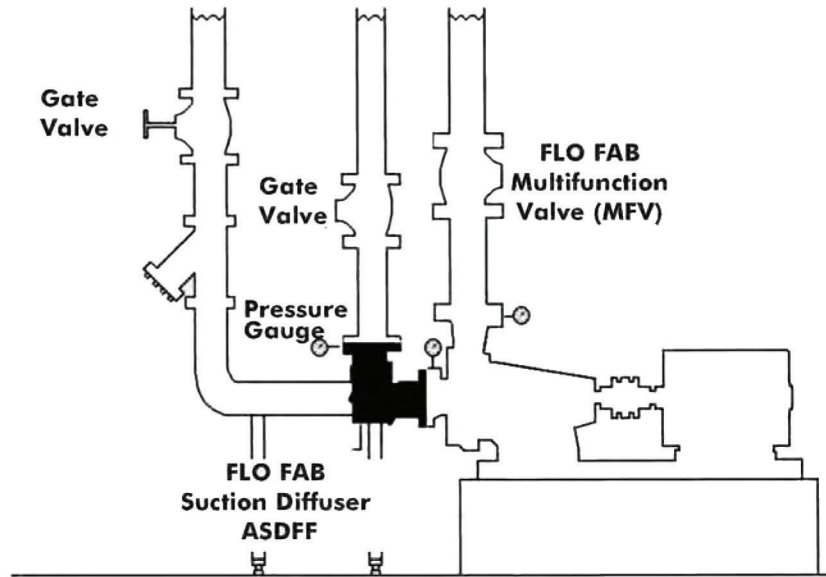 Gate
Valve
Gate
Valve
FLO FAB
Multifunction
Valve (MFV)
Pressure
Gauge
FLO FAB
Suction Diffuser
ASDFF